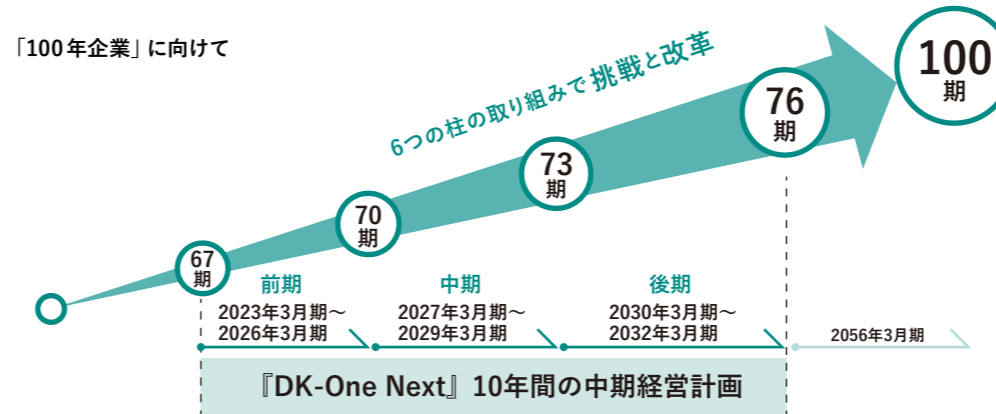 「100年企業」に向けて
6つの柱の取り組みで挑戦と改革
100
期
76
期
73
期
70
期
67
期
前期
2023年3月期～
2026年3月期
中期
2027年3月期～
2029年3月期
後期
2030年3月期～
2032年3月期
2056年3月期
『DK-One Next』10年間の中期経営計画